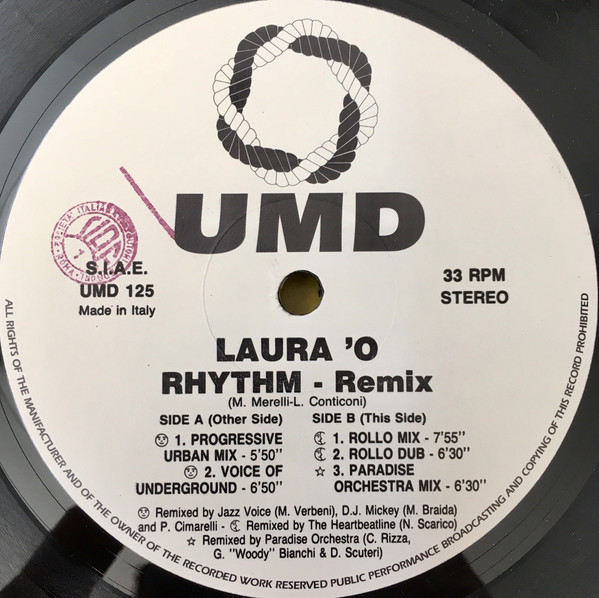 UMD
S.I.A.E.
UMD 125
Made in Italy
33 RPM
STEREO
LAURA 'O
RHYTHM - Remix
(M. Merelli-L. Conticoni)
SIDE A (Other Side)
1. PROGRESSIVE
URBAN MIX - 5'50"
2. VOICE OF
UNDERGROUND - 6'50"
SIDE B (This Side)
1. ROLLO MIX - 7'55"
2. ROLLO DUB - 6'30"
☆ 3. PARADISE
ORCHESTRA MIX - 6'30"
Remixed by Jazz Voice (M. Verbeni), D.J. Mickey (M. Braida)
and P. Cimarelli - Remixed by The Heartbeatline (N. Scarico)
☆ Remixed by Paradise Orchestra (C. Rizza,
G. "Woody" Bianchi & D. Scuteri)
ALL RIGHTS OF THE MANIFACTURER AND OF THE OWNER OF THE RECORDED WORK RESERVED PUBLIC PERFORMANCE BROADCASTING AND COPYING OF THIS RECORD PROHIBITED